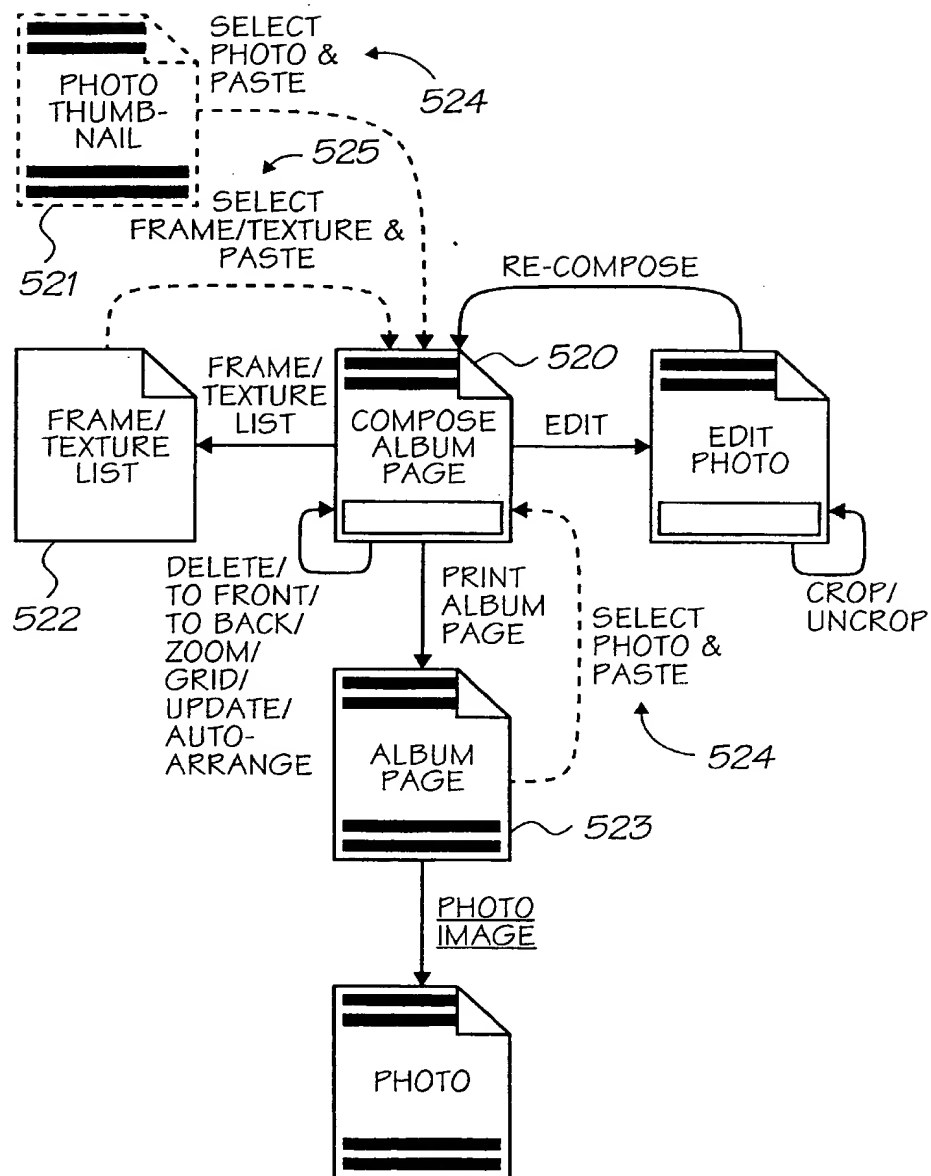 SELECT
PHOTO &
PASTE
524
PHOTO
THUMB-
NAIL
521
525
SELECT
FRAME/TEXTURE &
PASTE
RE-COMPOSE
520
FRAME/
TEXTURE
LIST
FRAME/
TEXTURE
LIST
522
COMPOSE
ALBUM
PAGE
EDIT
EDIT
PHOTO
CROP/
UNCROP
DELETE/
TO FRONT/
TO BACK/
ZOOM/
GRID/
UPDATE/
AUTO-
ARRANGE
PRINT
ALBUM
PAGE
SELECT
PHOTO &
PASTE
524
ALBUM
PAGE
523
PHOTO
IMAGE
PHOTO